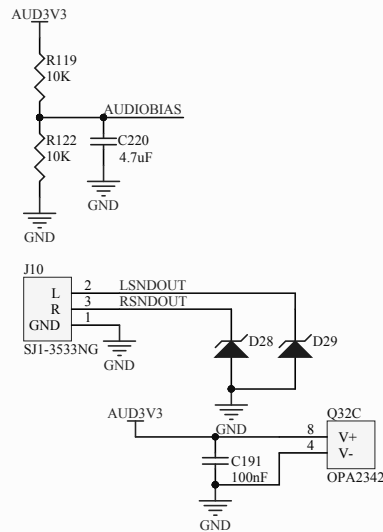 AUD3V3
R119
10K
AUDIOBIAS
R122
10K
C220
4.7uF
GND
GND
J10
L 2 LSNDOUT
R 3 RSNDOUT
GND 1
SJ1-3533NG
GND
D28
D29
GND
AUD3V3
Q32C
8 V+
4 V-
OPA2342
C191
100nF
GND